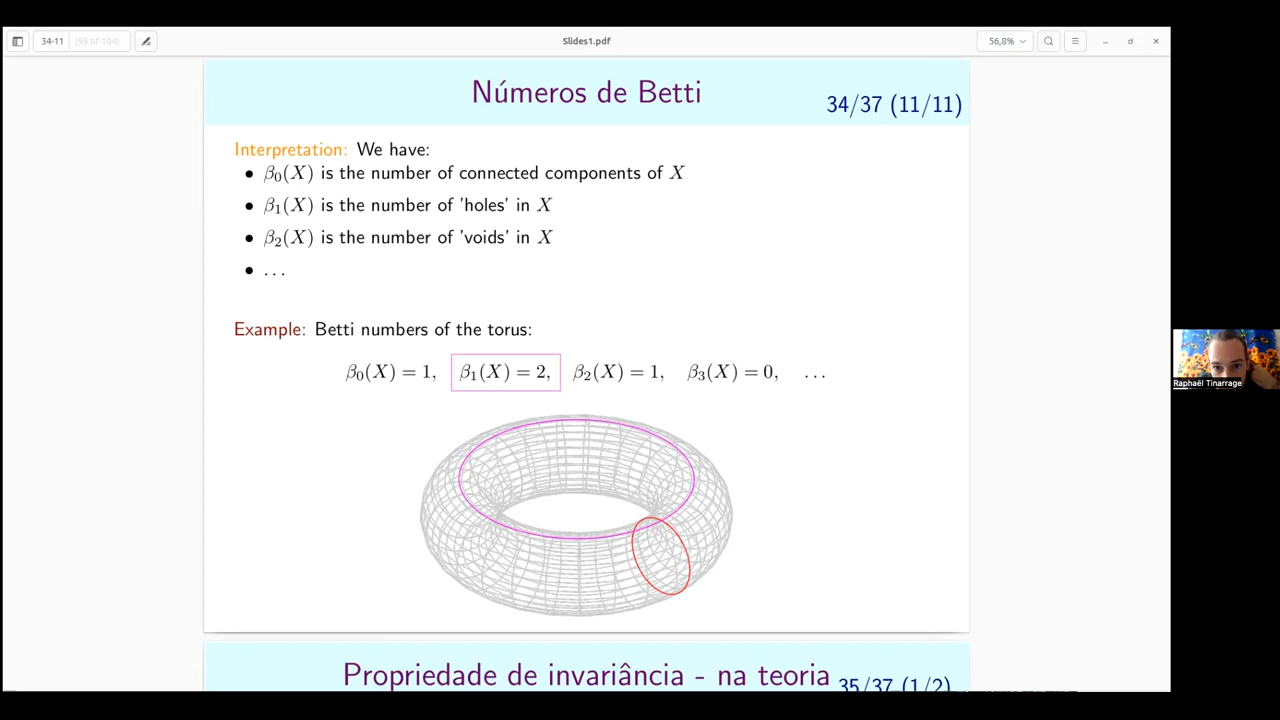 34-11 (99 of 104) Slides1.pdf 56,8%
Números de Betti
34/37 (11/11)
Interpretation: We have:
• β₀(X) is the number of connected components of X
• β₁(X) is the number of 'holes' in X
• β₂(X) is the number of 'voids' in X
• ...
Example: Betti numbers of the torus:
β₀(X) = 1, β₁(X) = 2, β₂(X) = 1, β₃(X) = 0, ...
Raphaël Tinarrage
Propriedade de invariância - na teoria
35/37 (1/2)